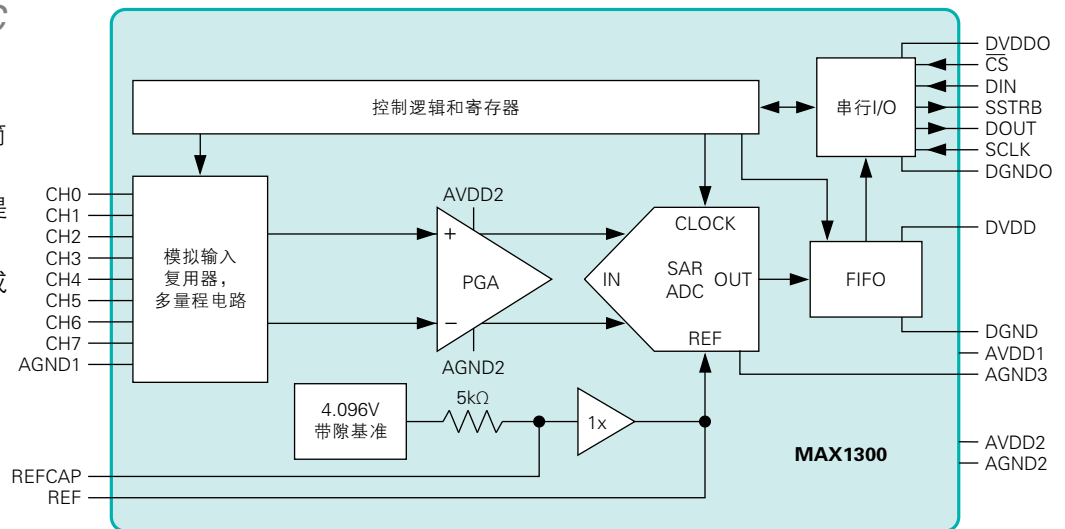 C
DVDDO
CS
DIN
SSTRB
DOUT
SCLK
DGNDO
控制逻辑和寄存器
串行I/O
CH0
CH1
CH2
CH3
CH4
CH5
CH6
CH7
AGND1
模拟输入
复用器，
多量程电路
AVDD2
+
PGA
−
AGND2
CLOCK
IN
SAR
ADC
OUT
REF
FIFO
DVDD
DGND
AVDD1
AGND3
4.096V
带隙基准
5kΩ
1x
MAX1300
AVDD2
AGND2
REFCAP
REF